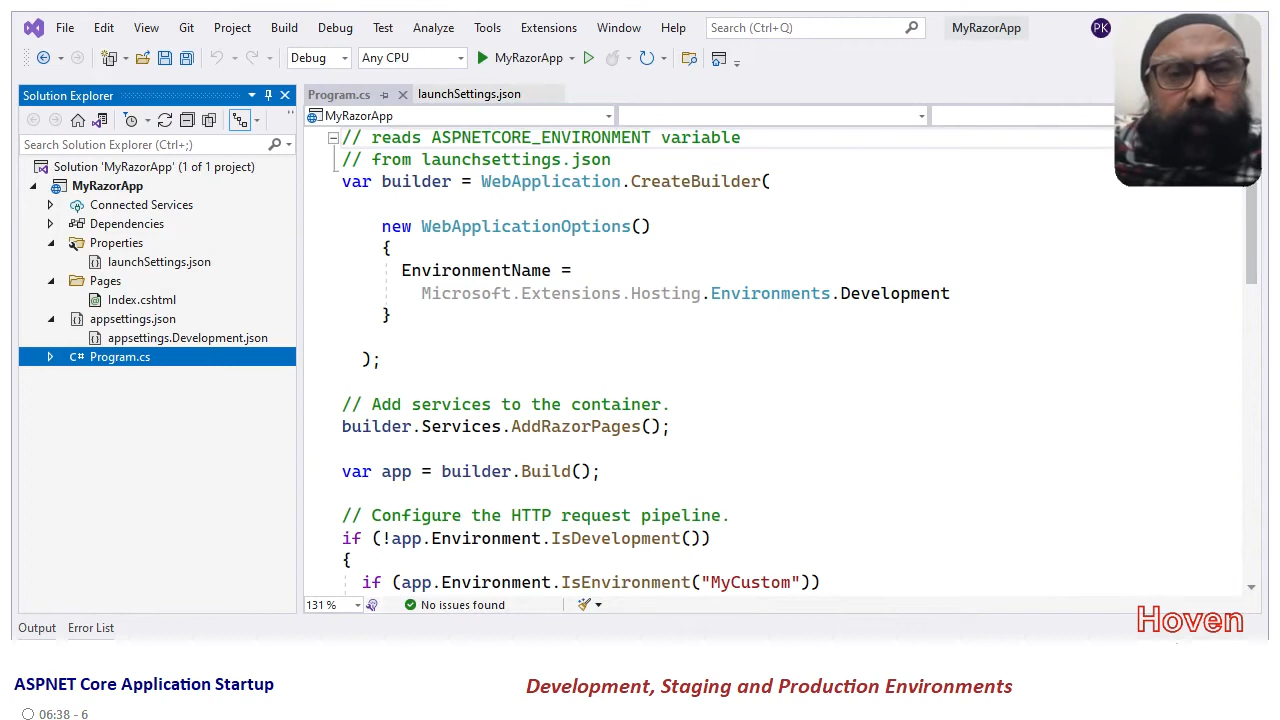 File Edit View Git Project Build Debug Test Analyze Tools Extensions Window Help Search (Ctrl+Q) MyRazorApp PK
Debug Any CPU MyRazorApp
Solution Explorer
Search Solution Explorer (Ctrl+;)
Solution 'MyRazorApp' (1 of 1 project)
MyRazorApp
Connected Services
Dependencies
Properties
launchSettings.json
Pages
Index.cshtml
appsettings.json
appsettings.Development.json
C# Program.cs
Program.cs launchSettings.json
MyRazorApp
// reads ASPNETCORE_ENVIRONMENT variable
// from launchsettings.json
var builder = WebApplication.CreateBuilder(
new WebApplicationOptions()
{
EnvironmentName =
Microsoft.Extensions.Hosting.Environments.Development
}
);
// Add services to the container.
builder.Services.AddRazorPages();
var app = builder.Build();
// Configure the HTTP request pipeline.
if (!app.Environment.IsDevelopment())
{
if (app.Environment.IsEnvironment("MyCustom"))
131 % No issues found
Hoven
Output Error List
ASPNET Core Application Startup
Development, Staging and Production Environments
06:38 - 6